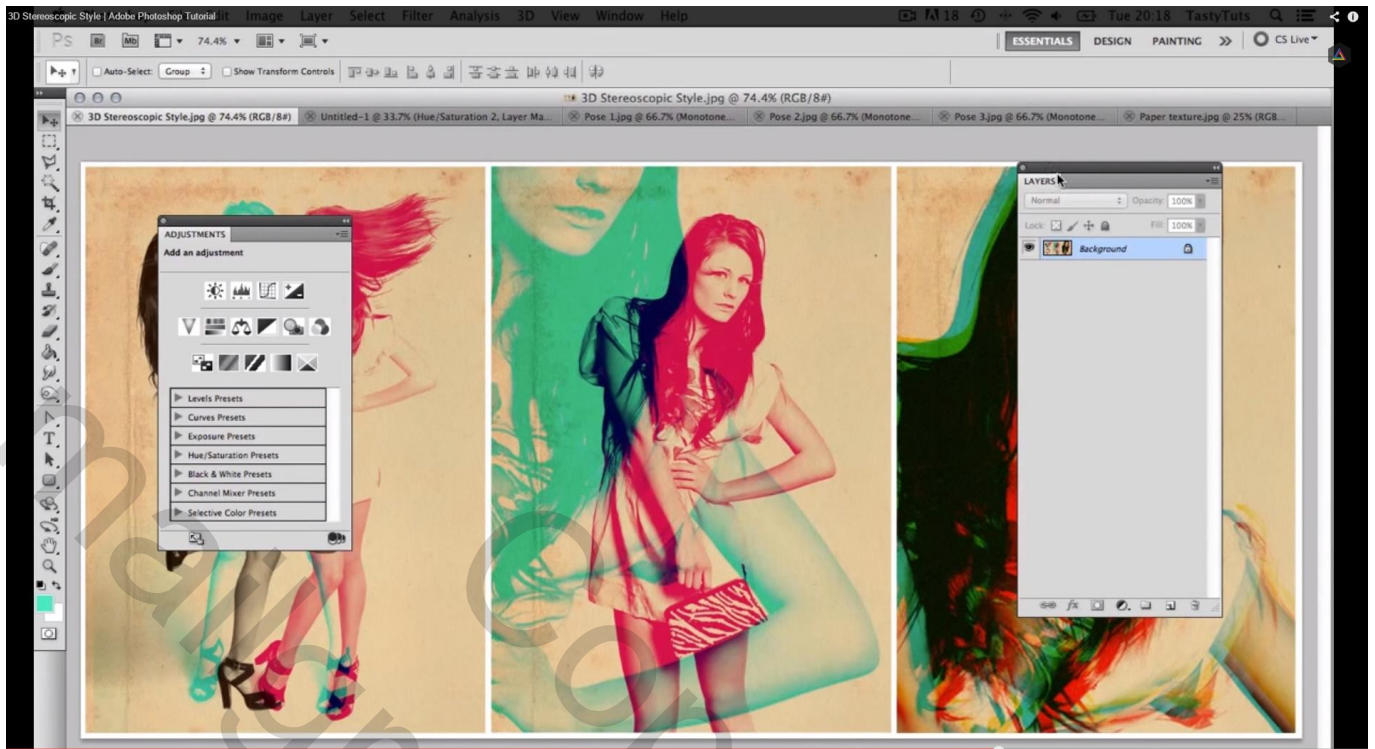 3D Stereoscopic Style | Adobe Photoshop Tutorial
Edit Image Layer Select Filter Analysis 3D View Window Help
18 Tue 20:18 TastyTuts
Ps Br Mb 74.4% ESSENTIALS DESIGN PAINTING CS Live
Auto-Select: Group Show Transform Controls
3D Stereoscopic Style.jpg @ 74.4% (RGB/8#)
3D Stereoscopic Style.jpg @ 74.4% (RGB/8#) Untitled-1 @ 33.7% (Hue/Saturation 2, Layer Ma... Pose 1.jpg @ 66.7% (Monotone... Pose 2.jpg @ 66.7% (Monotone... Pose 3.jpg @ 66.7% (Monotone... Paper texture.jpg @ 25% (RGB...
ADJUSTMENTS
Add an adjustment
Levels Presets
Curves Presets
Exposure Presets
Hue/Saturation Presets
Black & White Presets
Channel Mixer Presets
Selective Color Presets
LAYERS
Normal Opacity: 100%
Lock: Fill: 100%
Background